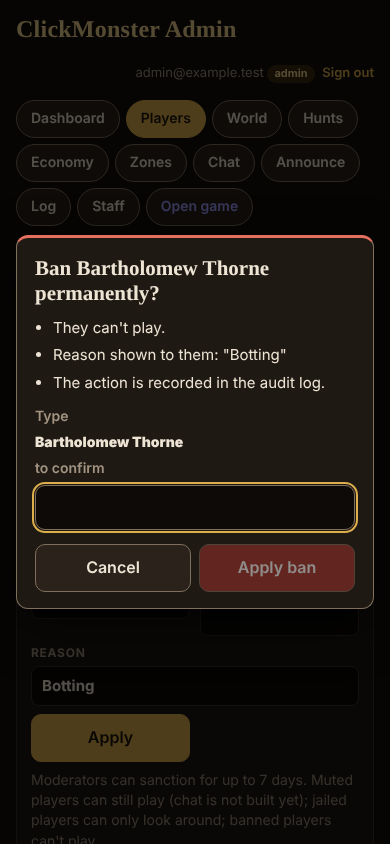 ClickMonster Admin
admin@example.test admin Sign out
Dashboard Players World Hunts
Economy Zones Chat Announce
Log Staff Open game
Ban Bartholomew Thorne
permanently?
• They can't play.
• Reason shown to them: "Botting"
• The action is recorded in the audit log.
Type
Bartholomew Thorne
to confirm
Cancel Apply ban
REASON
Botting
Apply
Moderators can sanction for up to 7 days. Muted
players can still play (chat is not built yet); jailed
players can only look around; banned players
can't play.